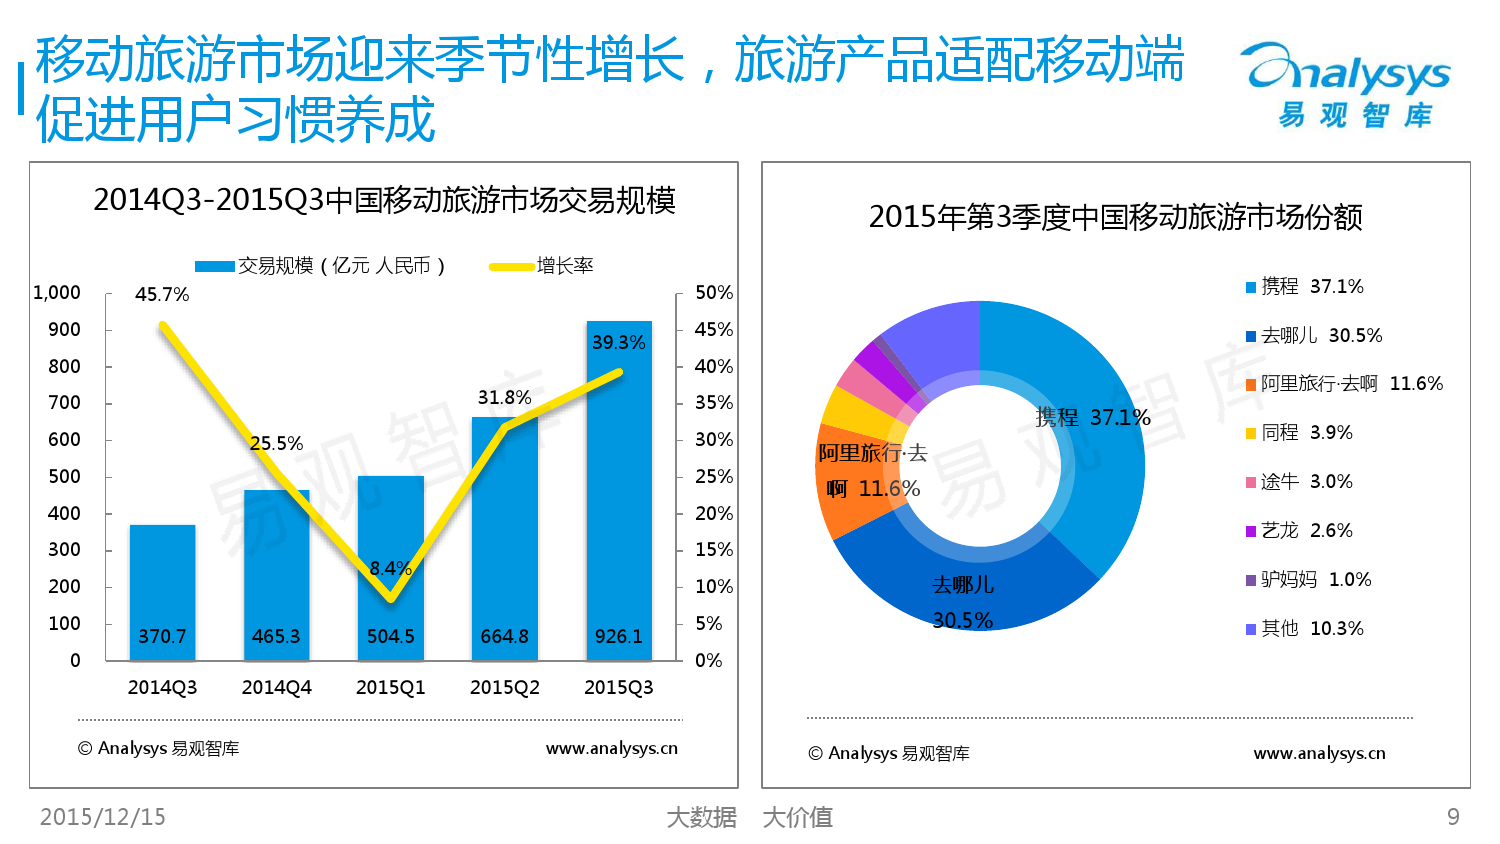 移动旅游市场迎来季节性增长，旅游产品适配移动端
促进用户习惯养成
Analysys
易观智库
2014Q3-2015Q3中国移动旅游市场交易规模
交易规模（亿元 人民币） 增长率
1,000
900
800
700
600
500
400
300
200
100
0
50%
45%
40%
35%
30%
25%
20%
15%
10%
5%
0%
45.7%
25.5%
8.4%
31.8%
39.3%
370.7
465.3
504.5
664.8
926.1
2014Q3
2014Q4
2015Q1
2015Q2
2015Q3
易观智库
© Analysys 易观智库
www.analysys.cn
2015年第3季度中国移动旅游市场份额
携程 37.1%
阿里旅行·去
啊 11.6%
去哪儿
30.5%
携程 37.1%
去哪儿 30.5%
阿里旅行·去啊 11.6%
同程 3.9%
途牛 3.0%
艺龙 2.6%
驴妈妈 1.0%
其他 10.3%
易观智库
© Analysys 易观智库
www.analysys.cn
2015/12/15
大数据 大价值
9